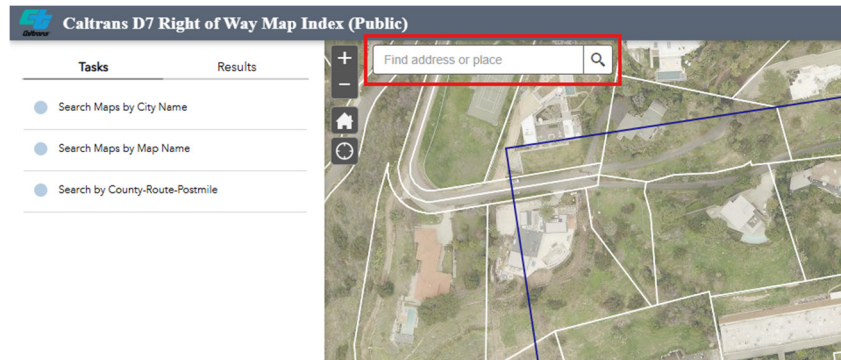 Caltrans
Caltrans D7 Right of Way Map Index (Public)
Tasks
Results
Search Maps by City Name
Search Maps by Map Name
Search by County-Route-Postmile
+
Find address or place
−